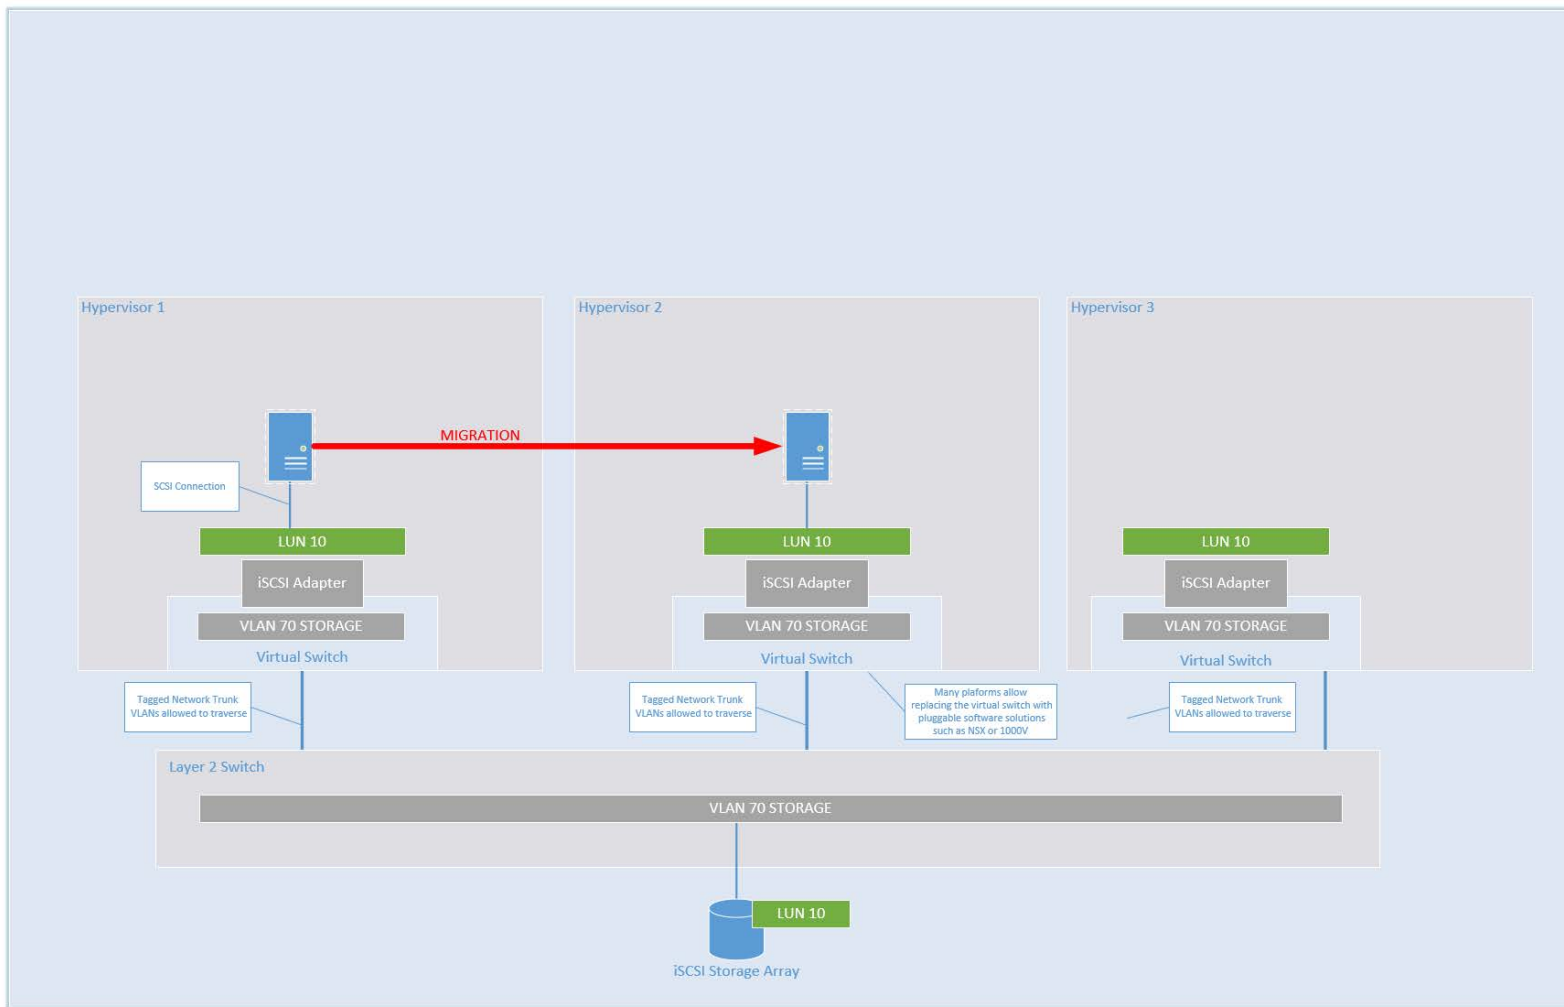 Hypervisor 1
Hypervisor 2
Hypervisor 3
MIGRATION
SCSI Connection
LUN 10
LUN 10
LUN 10
iSCSI Adapter
iSCSI Adapter
iSCSI Adapter
VLAN 70 STORAGE
VLAN 70 STORAGE
VLAN 70 STORAGE
Virtual Switch
Virtual Switch
Virtual Switch
Tagged Network Trunk
VLANs allowed to traverse
Tagged Network Trunk
VLANs allowed to traverse
Many plaforms allow
replacing the virtual switch with
pluggable software solutions
such as NSX or 1000V
Tagged Network Trunk
VLANs allowed to traverse
Layer 2 Switch
VLAN 70 STORAGE
LUN 10
iSCSI Storage Array